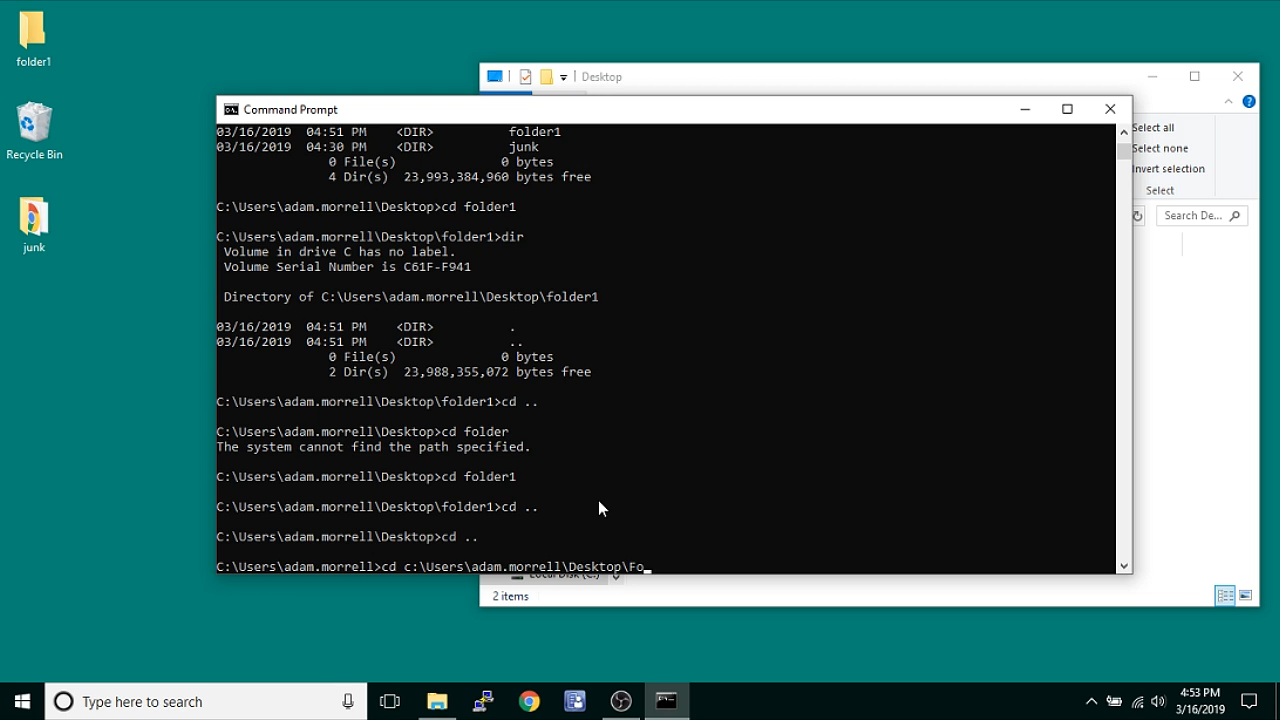 folder1
Recycle Bin
junk
Desktop
Select all
Select none
Invert selection
Select
Search De...
Command Prompt
03/16/2019  04:51 PM    <DIR>          folder1
03/16/2019  04:30 PM    <DIR>          junk
               0 File(s)              0 bytes
               4 Dir(s)  23,993,384,960 bytes free
C:\Users\adam.morrell\Desktop>cd folder1
C:\Users\adam.morrell\Desktop\folder1>dir
 Volume in drive C has no label.
 Volume Serial Number is C61F-F941
 Directory of C:\Users\adam.morrell\Desktop\folder1
03/16/2019  04:51 PM    <DIR>          .
03/16/2019  04:51 PM    <DIR>          ..
               0 File(s)              0 bytes
               2 Dir(s)  23,988,355,072 bytes free
C:\Users\adam.morrell\Desktop\folder1>cd ..
C:\Users\adam.morrell\Desktop>cd folder
The system cannot find the path specified.
C:\Users\adam.morrell\Desktop>cd folder1
C:\Users\adam.morrell\Desktop\folder1>cd ..
C:\Users\adam.morrell\Desktop>cd ..
C:\Users\adam.morrell>cd c:\Users\adam.morrell\Desktop\Fo_
Local Disk (C:)
2 items
Type here to search
4:53 PM
3/16/2019